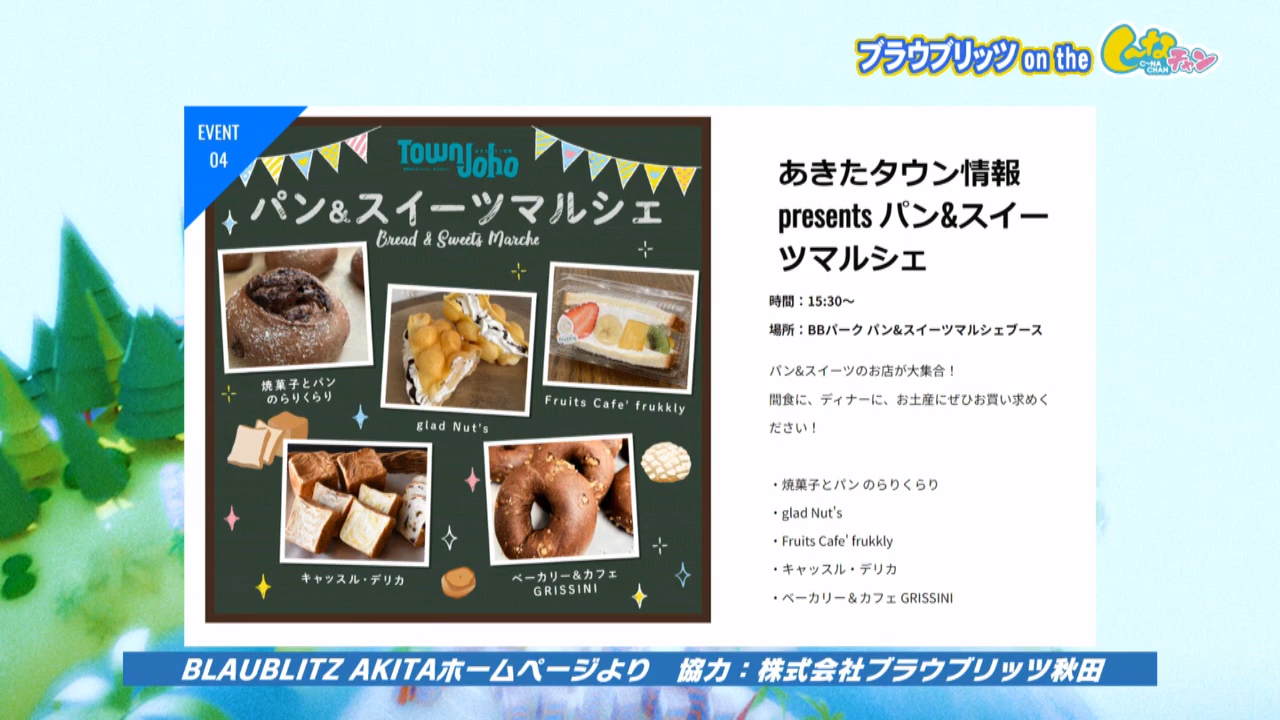 ブラウブリッツ on the
し〜なチャン
C〜NA
CHAN
EVENT
04
Town Joho
パン&スイーツマルシェ
Bread & Sweets Marche
焼菓子とパン
のらりくらり
glad Nut's
Fruits Cafe' frukkly
キャッスル・デリカ
ベーカリー&カフェ
GRISSINI
あきたタウン情報
presents パン&スイー
ツマルシェ
時間：15:30〜
場所：BBパーク パン&スイーツマルシェブース
パン&スイーツのお店が大集合！
間食に、ディナーに、お土産にぜひお買い求めく
ださい！
・焼菓子とパン のらりくらり
・glad Nut's
・Fruits Cafe' frukkly
・キャッスル・デリカ
・ベーカリー＆カフェ GRISSINI
BLAUBLITZ AKITAホームページより　協力：株式会社ブラウブリッツ秋田